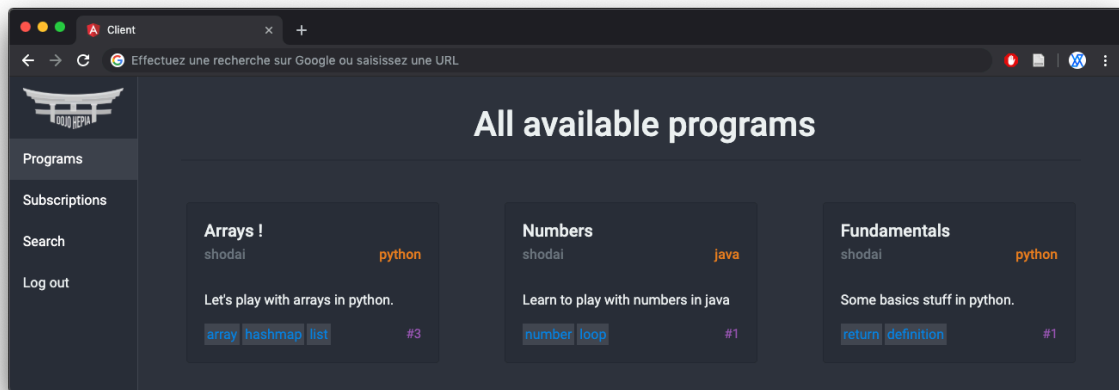 Client
Effectuez une recherche sur Google ou saisissez une URL
DOJO HEPIA
Programs
Subscriptions
Search
Log out
All available programs
Arrays !
shodai python
Let's play with arrays in python.
array hashmap list #3
Numbers
shodai java
Learn to play with numbers in java
number loop #1
Fundamentals
shodai python
Some basics stuff in python.
return definition #1